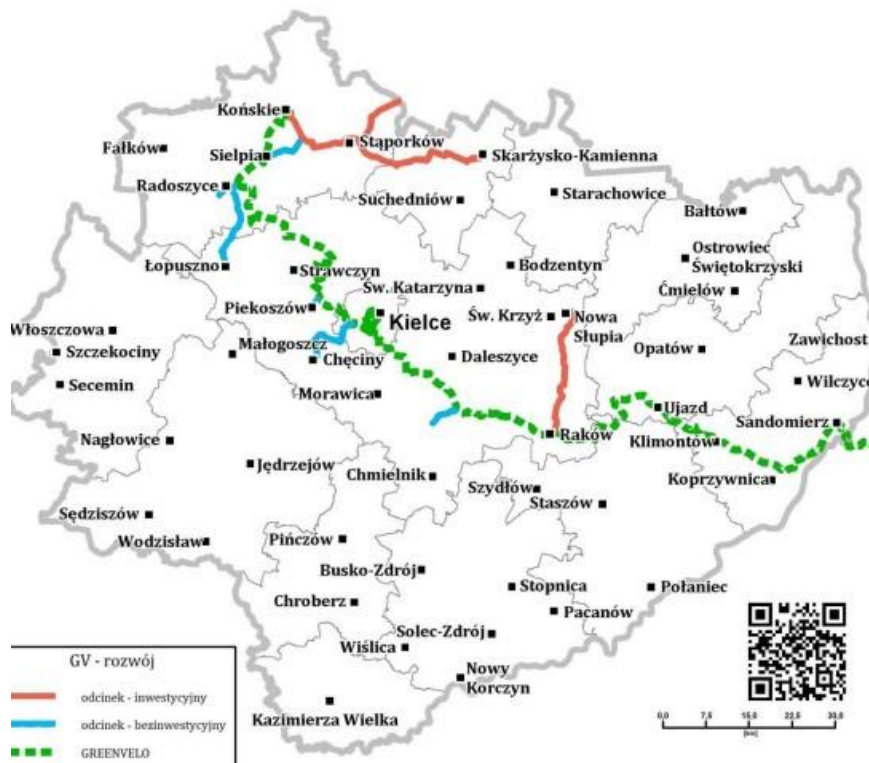 Końskie
Stąporków
Fałków
Sielpia
Skarżysko-Kamienna
Radoszyce
Suchedniów
Starachowice
Bałtów
Łopuszno
Strawczyn
Bodzentyn
Ostrowiec
Świętokrzyski
Św. Katarzyna
Ćmielów
Piekoszów
Kielce
Św. Krzyż
Nowa
Słupia
Włoszczowa
Zawichost
Szczekociny
Małogoszcz
Chęciny
Daleszyce
Opatów
Secemin
Morawica
Wilczyce
Ujazd
Sandomierz
Nagłowice
Raków
Klimontów
Jędrzejów
Chmielnik
Szydłów
Koprzywnica
Staszów
Sędziszów
Wodzisław
Pińczów
Busko-Zdrój
Stopnica
Połaniec
Chroberz
Pacanów
Solec-Zdrój
Wiślica
Nowy
Korczyn
Kazimierza Wielka
GV - rozwój
odcinek - inwestycyjny
odcinek - bezinwestycyjny
GREENVELO
0,0 7,5 15,0 22,5 30,0
[km]